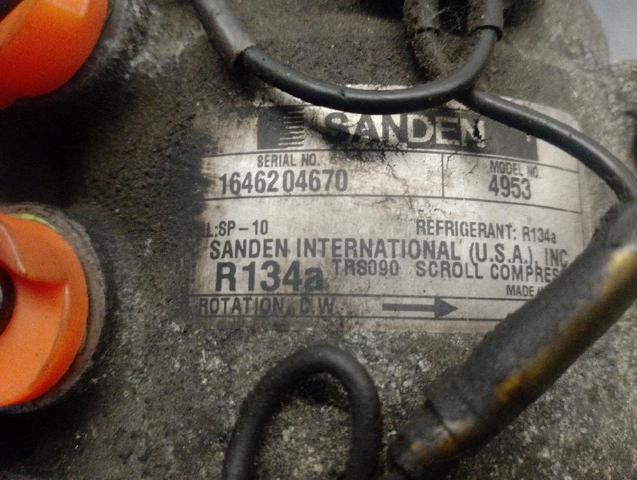 SANDEN
SERIAL NO. MODEL NO.
1646204670 4953
SP-10 REFRIGERANT: R134a
SANDEN INTERNATIONAL (U.S.A.), INC
R134a TRS090 SCROLL COMPRES
MADE
ROTATION C.W.